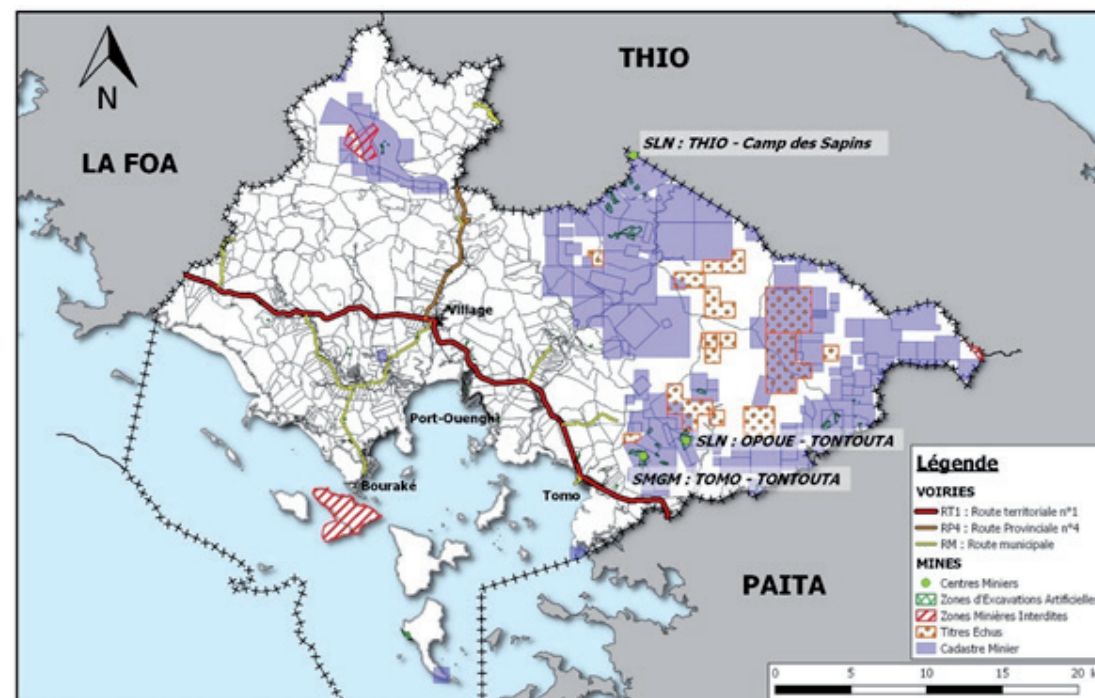 THIO
N
LA FOA
SLN : THIO - Camp des Sapins
Village
Port-Ouenghi
SLN : OPOUE - TONTOUTA
SMGM : TOMO - TONTOUTA
Bouraké
Tomo
PAITA
Légende
VOIRIES
RT1 : Route territoriale n°1
RP4 : Route Provinciale n°4
RM : Route municipale
MINES
Centres Miniers
Zones d'Excavations Artificielles
Zones Minières Interdites
Titres Echus
Cadastre Minier
0 5 10 15 20